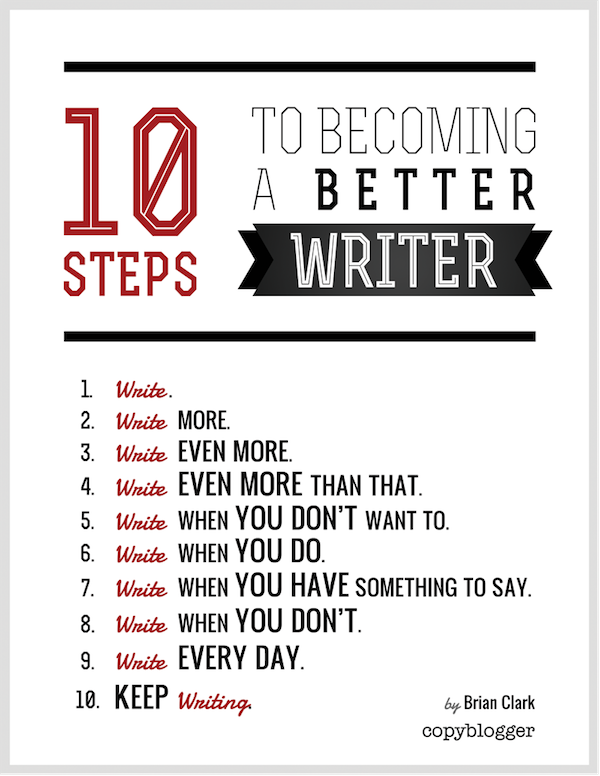 10 STEPS
TO BECOMING
A BETTER
WRITER
1. Write.
2. Write MORE.
3. Write EVEN MORE.
4. Write EVEN MORE THAN THAT.
5. Write WHEN YOU DON'T WANT TO.
6. Write WHEN YOU DO.
7. Write WHEN YOU HAVE SOMETHING TO SAY.
8. Write WHEN YOU DON'T.
9. Write EVERY DAY.
10. KEEP Writing.
by Brian Clark
copyblogger